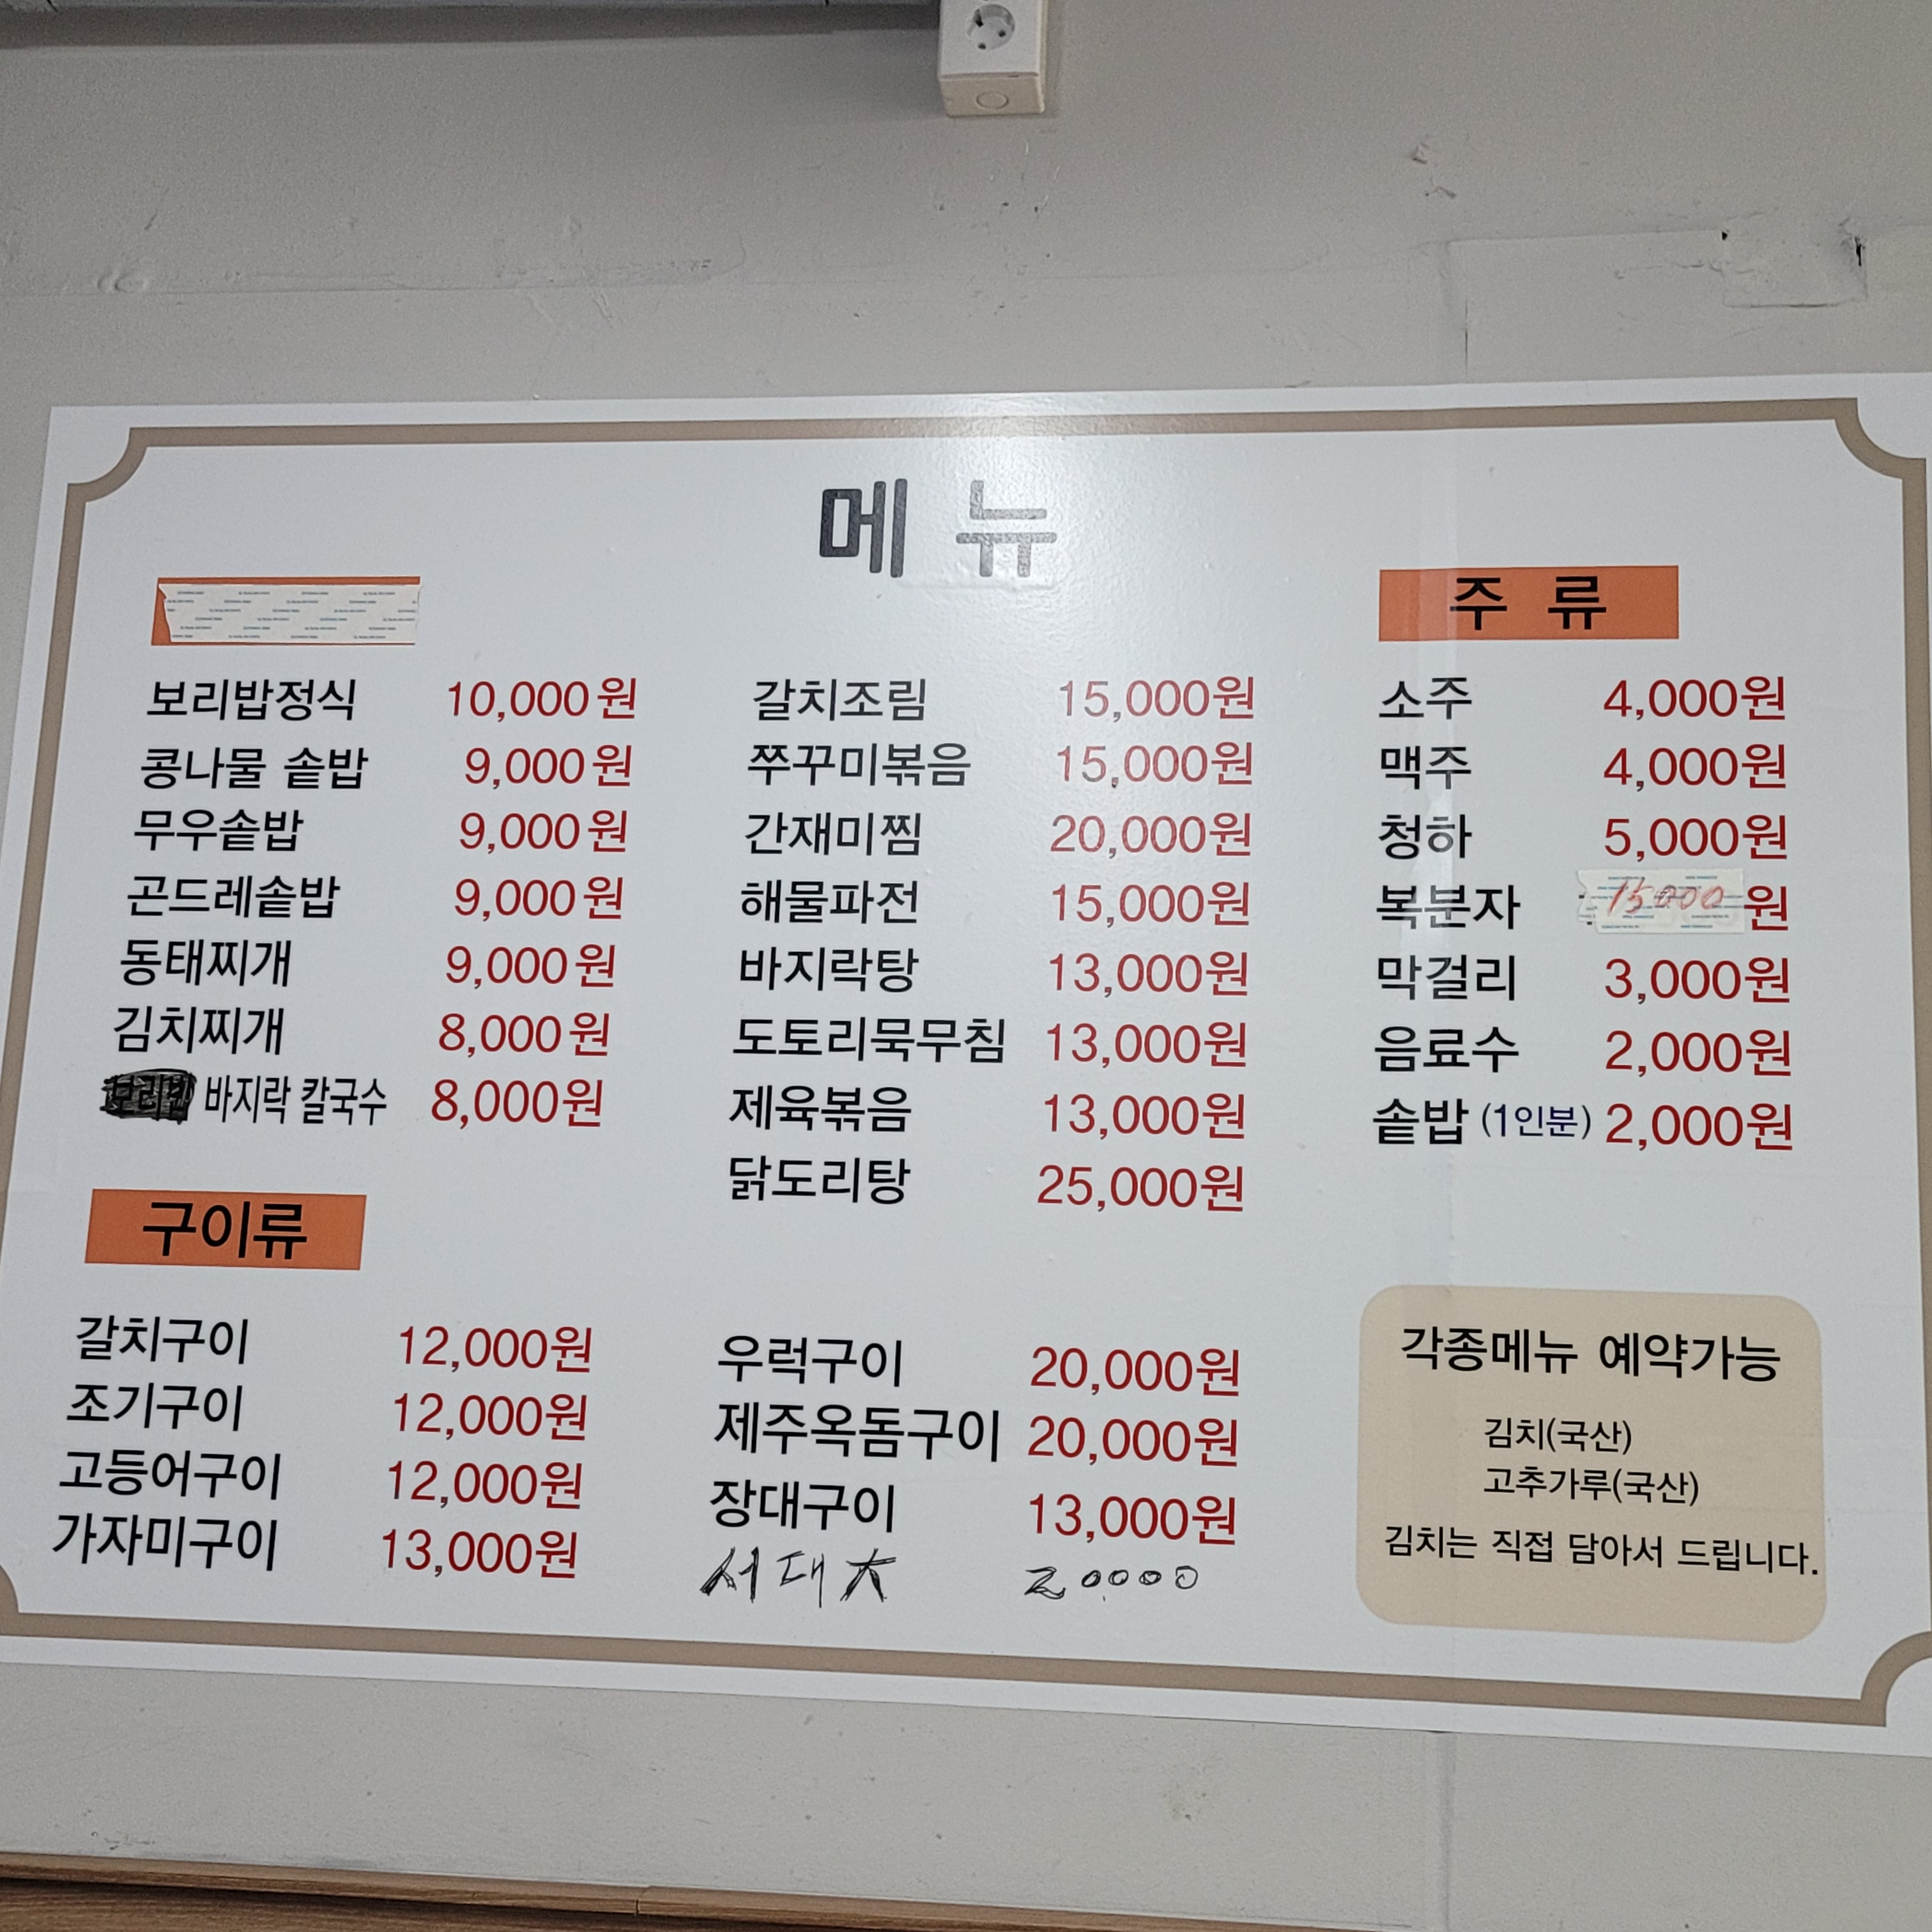 메 뉴
보리밥정식 10,000원
콩나물 솥밥 9,000원
무우솥밥 9,000원
곤드레솥밥 9,000원
동태찌개 9,000원
김치찌개 8,000원
바지락 칼국수 8,000원
갈치조림 15,000원
쭈꾸미볶음 15,000원
간재미찜 20,000원
해물파전 15,000원
바지락탕 13,000원
도토리묵무침 13,000원
제육볶음 13,000원
닭도리탕 25,000원
주 류
소주 4,000원
맥주 4,000원
청하 5,000원
복분자 15000원
막걸리 3,000원
음료수 2,000원
솥밥 (1인분) 2,000원
구이류
갈치구이 12,000원
조기구이 12,000원
고등어구이 12,000원
가자미구이 13,000원
우럭구이 20,000원
제주옥돔구이 20,000원
장대구이 13,000원
서대大 20000
각종메뉴 예약가능
김치(국산)
고추가루(국산)
김치는 직접 담아서 드립니다.